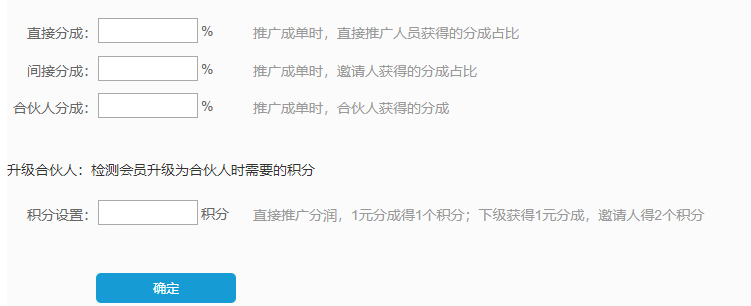 直接分成： % 推广成单时，直接推广人员获得的分成占比
间接分成： % 推广成单时，邀请人获得的分成占比
合伙人分成： % 推广成单时，合伙人获得的分成
升级合伙人：检测会员升级为合伙人时需要的积分
积分设置： 积分 直接推广分润，1元分成得1个积分；下级获得1元分成，邀请人得2个积分
确定